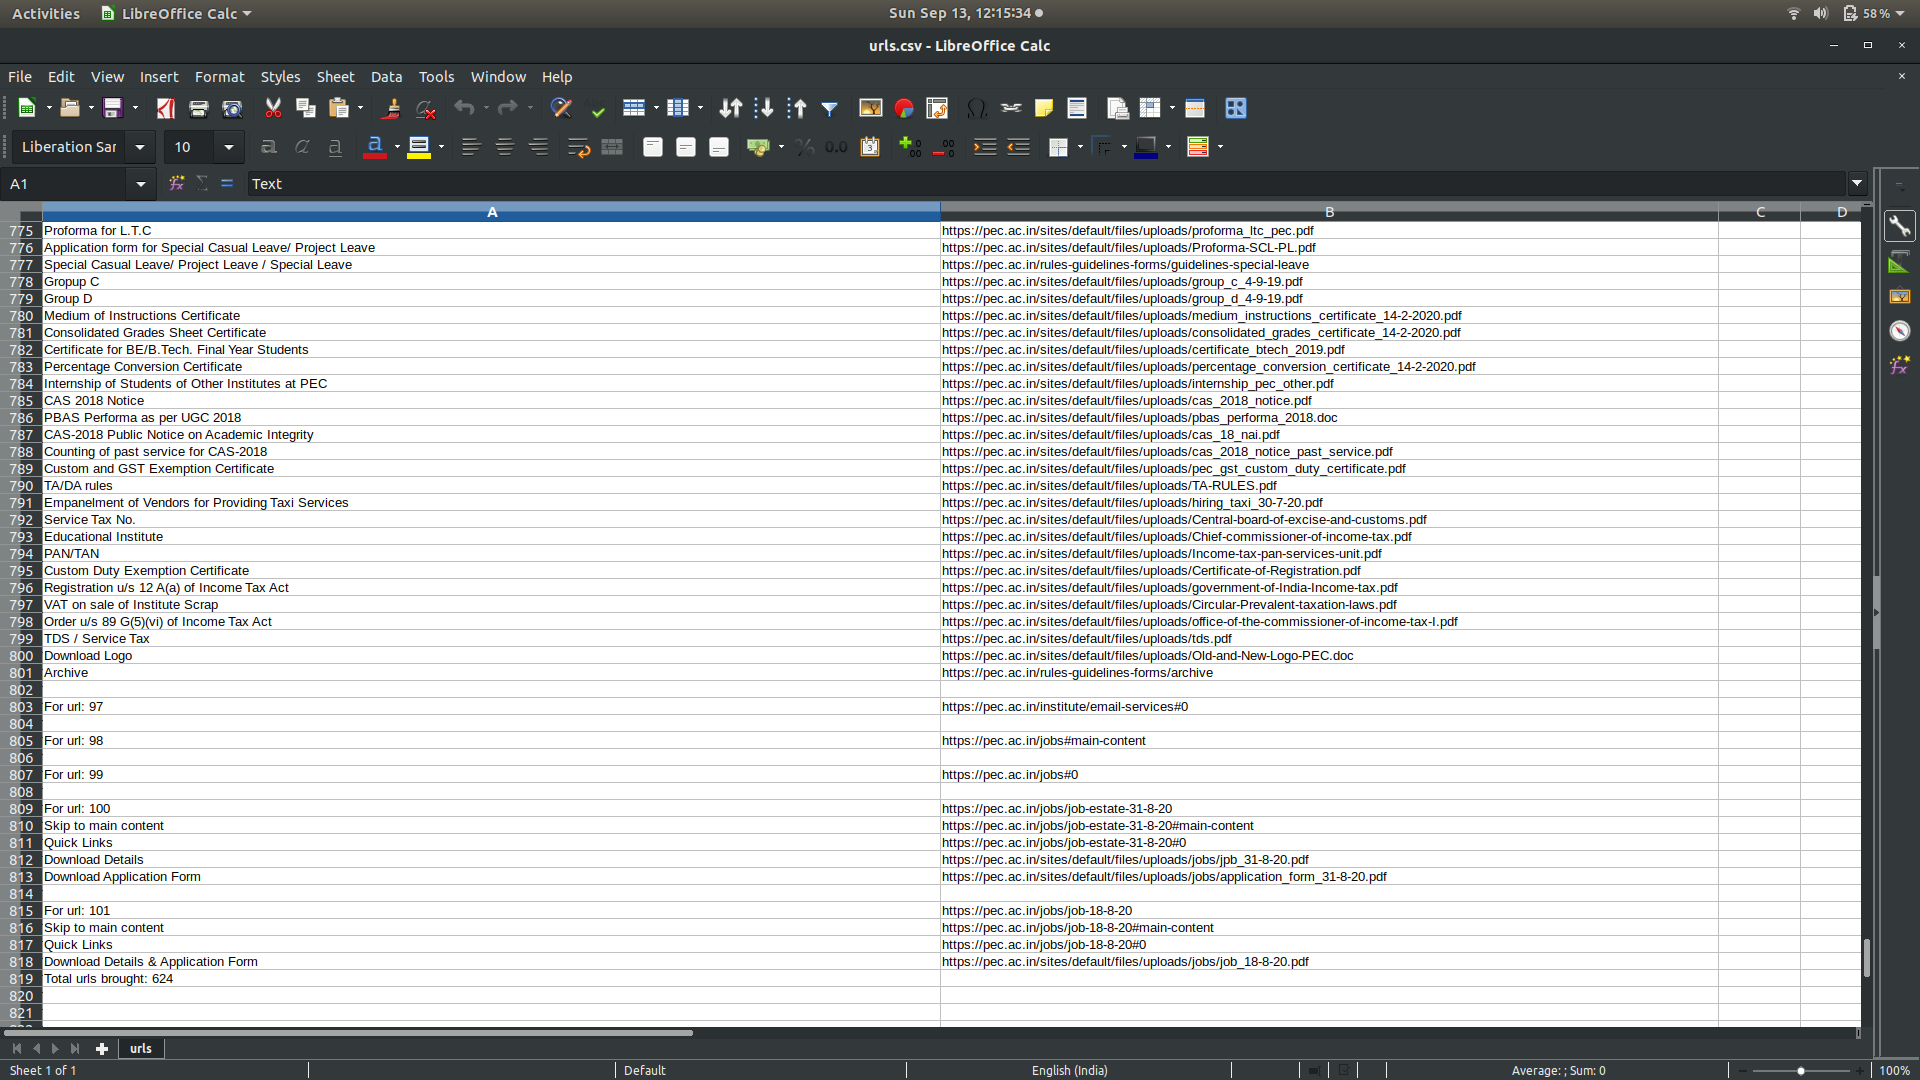 Activities LibreOffice Calc Sun Sep 13, 12:15:34 58 %
urls.csv - LibreOffice Calc
File Edit View Insert Format Styles Sheet Data Tools Window Help
Liberation Sar 10
A1 Text
A B C D
775 Proforma for L.T.C https://pec.ac.in/sites/default/files/uploads/proforma_ltc_pec.pdf
776 Application form for Special Casual Leave/ Project Leave https://pec.ac.in/sites/default/files/uploads/Proforma-SCL-PL.pdf
777 Special Casual Leave/ Project Leave / Special Leave https://pec.ac.in/rules-guidelines-forms/guidelines-special-leave
778 Gropup C https://pec.ac.in/sites/default/files/uploads/group_c_4-9-19.pdf
779 Group D https://pec.ac.in/sites/default/files/uploads/group_d_4-9-19.pdf
780 Medium of Instructions Certificate https://pec.ac.in/sites/default/files/uploads/medium_instructions_certificate_14-2-2020.pdf
781 Consolidated Grades Sheet Certificate https://pec.ac.in/sites/default/files/uploads/consolidated_grades_certificate_14-2-2020.pdf
782 Certificate for BE/B.Tech. Final Year Students https://pec.ac.in/sites/default/files/uploads/certificate_btech_2019.pdf
783 Percentage Conversion Certificate https://pec.ac.in/sites/default/files/uploads/percentage_conversion_certificate_14-2-2020.pdf
784 Internship of Students of Other Institutes at PEC https://pec.ac.in/sites/default/files/uploads/internship_pec_other.pdf
785 CAS 2018 Notice https://pec.ac.in/sites/default/files/uploads/cas_2018_notice.pdf
786 PBAS Performa as per UGC 2018 https://pec.ac.in/sites/default/files/uploads/pbas_performa_2018.doc
787 CAS-2018 Public Notice on Academic Integrity https://pec.ac.in/sites/default/files/uploads/cas_18_nai.pdf
788 Counting of past service for CAS-2018 https://pec.ac.in/sites/default/files/uploads/cas_2018_notice_past_service.pdf
789 Custom and GST Exemption Certificate https://pec.ac.in/sites/default/files/uploads/pec_gst_custom_duty_certificate.pdf
790 TA/DA rules https://pec.ac.in/sites/default/files/uploads/TA-RULES.pdf
791 Empanelment of Vendors for Providing Taxi Services https://pec.ac.in/sites/default/files/uploads/hiring_taxi_30-7-20.pdf
792 Service Tax No. https://pec.ac.in/sites/default/files/uploads/Central-board-of-excise-and-customs.pdf
793 Educational Institute https://pec.ac.in/sites/default/files/uploads/Chief-commissioner-of-income-tax.pdf
794 PAN/TAN https://pec.ac.in/sites/default/files/uploads/Income-tax-pan-services-unit.pdf
795 Custom Duty Exemption Certificate https://pec.ac.in/sites/default/files/uploads/Certificate-of-Registration.pdf
796 Registration u/s 12 A(a) of Income Tax Act https://pec.ac.in/sites/default/files/uploads/government-of-India-Income-tax.pdf
797 VAT on sale of Institute Scrap https://pec.ac.in/sites/default/files/uploads/Circular-Prevalent-taxation-laws.pdf
798 Order u/s 89 G(5)(vi) of Income Tax Act https://pec.ac.in/sites/default/files/uploads/office-of-the-commissioner-of-income-tax-I.pdf
799 TDS / Service Tax https://pec.ac.in/sites/default/files/uploads/tds.pdf
800 Download Logo https://pec.ac.in/sites/default/files/uploads/Old-and-New-Logo-PEC.doc
801 Archive https://pec.ac.in/rules-guidelines-forms/archive
802
803 For url: 97 https://pec.ac.in/institute/email-services#0
804
805 For url: 98 https://pec.ac.in/jobs#main-content
806
807 For url: 99 https://pec.ac.in/jobs#0
808
809 For url: 100 https://pec.ac.in/jobs/job-estate-31-8-20
810 Skip to main content https://pec.ac.in/jobs/job-estate-31-8-20#main-content
811 Quick Links https://pec.ac.in/jobs/job-estate-31-8-20#0
812 Download Details https://pec.ac.in/sites/default/files/uploads/jobs/jpb_31-8-20.pdf
813 Download Application Form https://pec.ac.in/sites/default/files/uploads/jobs/application_form_31-8-20.pdf
814
815 For url: 101 https://pec.ac.in/jobs/job-18-8-20
816 Skip to main content https://pec.ac.in/jobs/job-18-8-20#main-content
817 Quick Links https://pec.ac.in/jobs/job-18-8-20#0
818 Download Details & Application Form https://pec.ac.in/sites/default/files/uploads/jobs/job_18-8-20.pdf
819 Total urls brought: 624
820
821
urls
Sheet 1 of 1 Default English (India) Average: ; Sum: 0 100%